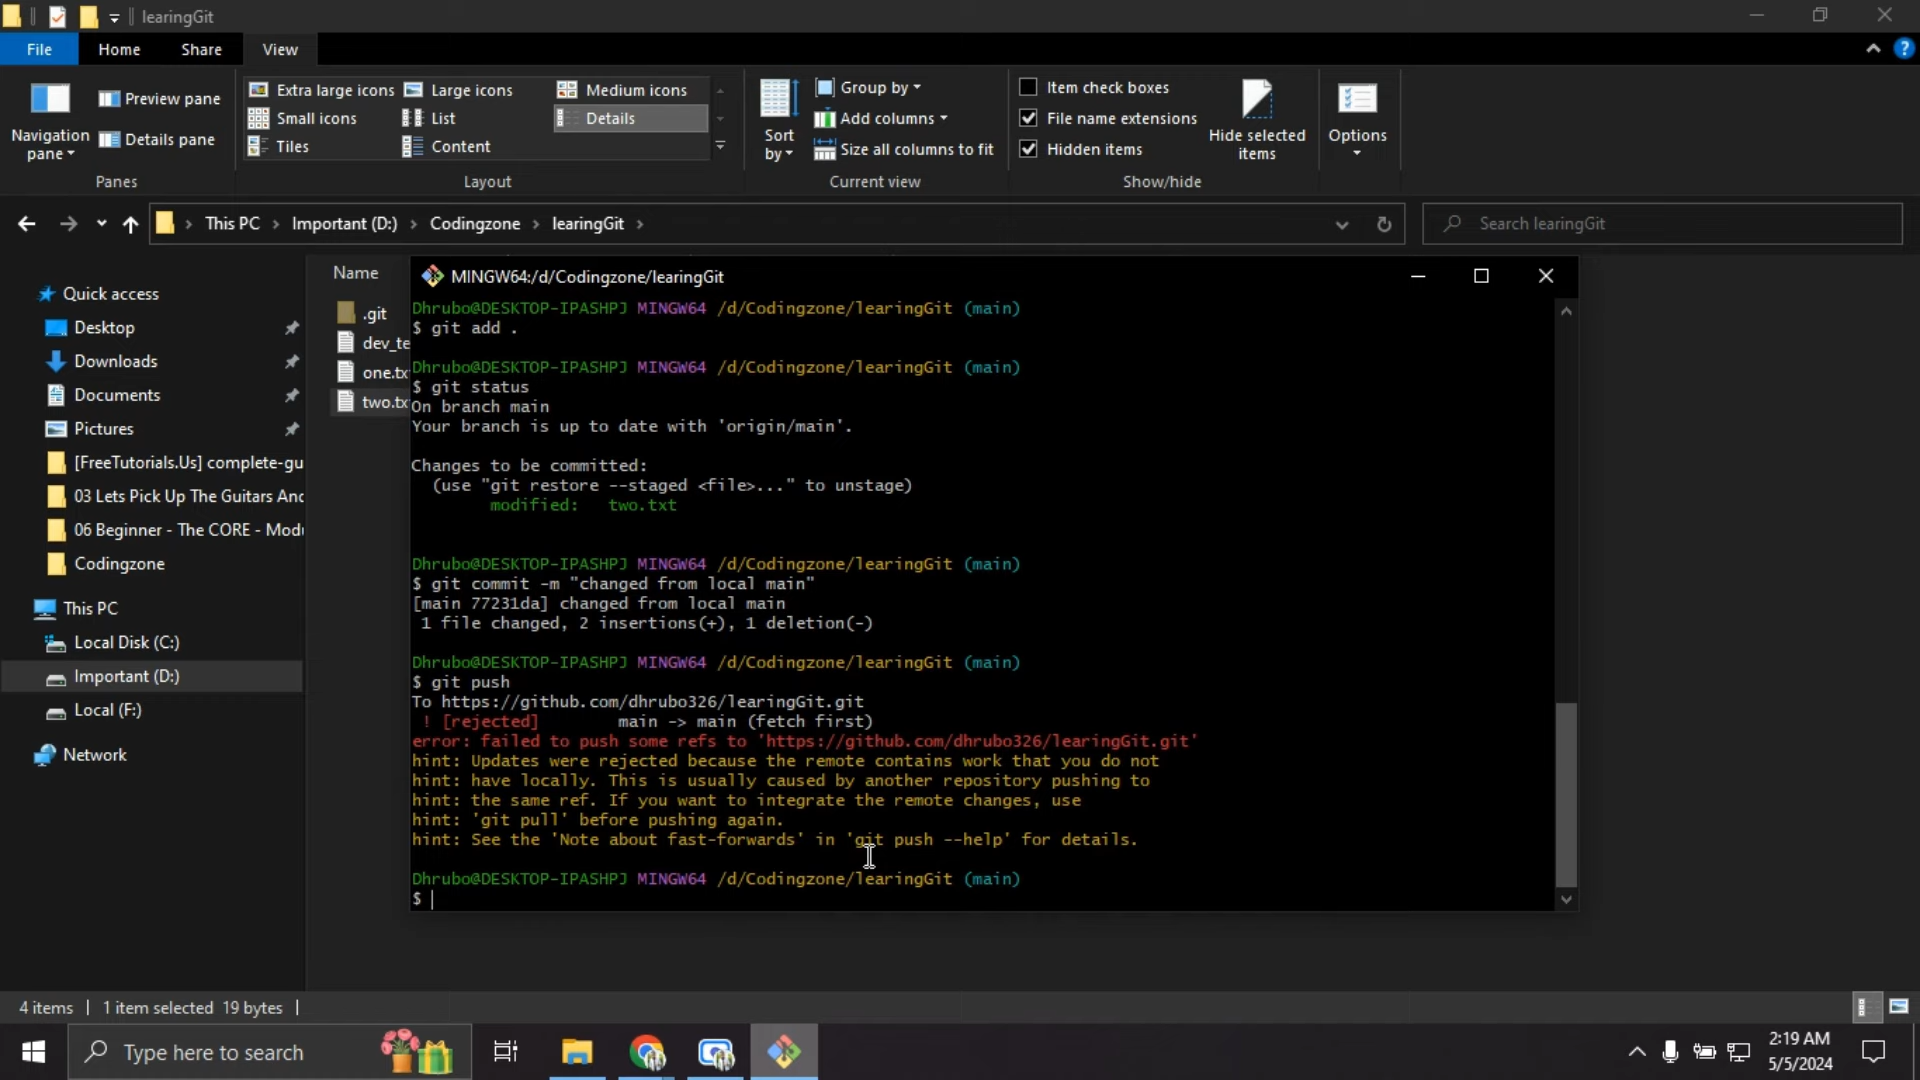 learingGit
File Home Share View
Navigation pane
Preview pane
Details pane
Panes
Extra large icons Large icons Medium icons
Small icons List Details
Tiles Content
Layout
Sort by
Group by
Add columns
Size all columns to fit
Current view
Item check boxes
File name extensions
Hidden items
Hide selected items
Show/hide
Options
This PC > Important (D:) > Codingzone > learingGit >
Search learingGit
Quick access
Desktop
Downloads
Documents
Pictures
[FreeTutorials.Us] complete-gu
03 Lets Pick Up The Guitars And
06 Beginner - The CORE - Modu
Codingzone
This PC
Local Disk (C:)
Important (D:)
Local (F:)
Network
Name
.git
dev_te
one.tx
two.tx
MINGW64:/d/Codingzone/learingGit
Dhrubo@DESKTOP-IPASHPJ MINGW64 /d/Codingzone/learingGit (main)
$ git add .
Dhrubo@DESKTOP-IPASHPJ MINGW64 /d/Codingzone/learingGit (main)
$ git status
On branch main
Your branch is up to date with 'origin/main'.
Changes to be committed:
(use "git restore --staged <file>..." to unstage)
modified: two.txt
Dhrubo@DESKTOP-IPASHPJ MINGW64 /d/Codingzone/learingGit (main)
$ git commit -m "changed from local main"
[main 77231da] changed from local main
1 file changed, 2 insertions(+), 1 deletion(-)
Dhrubo@DESKTOP-IPASHPJ MINGW64 /d/Codingzone/learingGit (main)
$ git push
To https://github.com/dhrubo326/learingGit.git
! [rejected] main -> main (fetch first)
error: failed to push some refs to 'https://github.com/dhrubo326/learingGit.git'
hint: Updates were rejected because the remote contains work that you do not
hint: have locally. This is usually caused by another repository pushing to
hint: the same ref. If you want to integrate the remote changes, use
hint: 'git pull' before pushing again.
hint: See the 'Note about fast-forwards' in 'git push --help' for details.
Dhrubo@DESKTOP-IPASHPJ MINGW64 /d/Codingzone/learingGit (main)
$
4 items | 1 item selected 19 bytes |
Type here to search
2:19 AM
5/5/2024